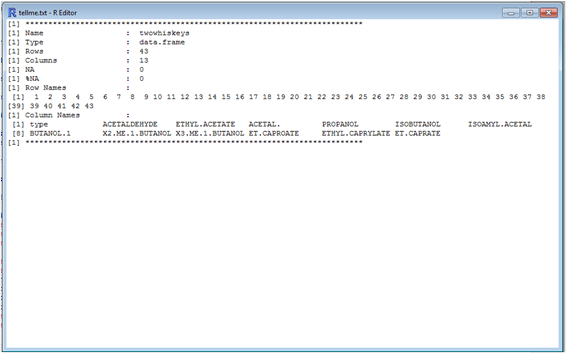 tellme.txt - R Editor
[1] ***********************************************************************
[1] Name : twowhiskeys
[1] Type : data.frame
[1] Rows : 43
[1] Columns : 13
[1] NA : 0
[1] %NA : 0
[1] Row Names :
[1] 1 2 3 4 5 6 7 8 9 10 11 12 13 14 15 16 17 18 19 20 21 22 23 24 25 26 27 28 29 30 31 32 33 34 35 36 37 38
[39] 39 40 41 42 43
[1] Column Names :
[1] type ACETALDEHYDE ETHYL.ACETATE ACETAL. PROPANOL ISOBUTANOL ISOAMYL.ACETAL
[8] BUTANOL.1 X2.ME.1.BUTANOL X3.ME.1.BUTANOL ET.CAPROATE ETHYL.CAPRYLATE ET.CAPRATE
[1] ***********************************************************************